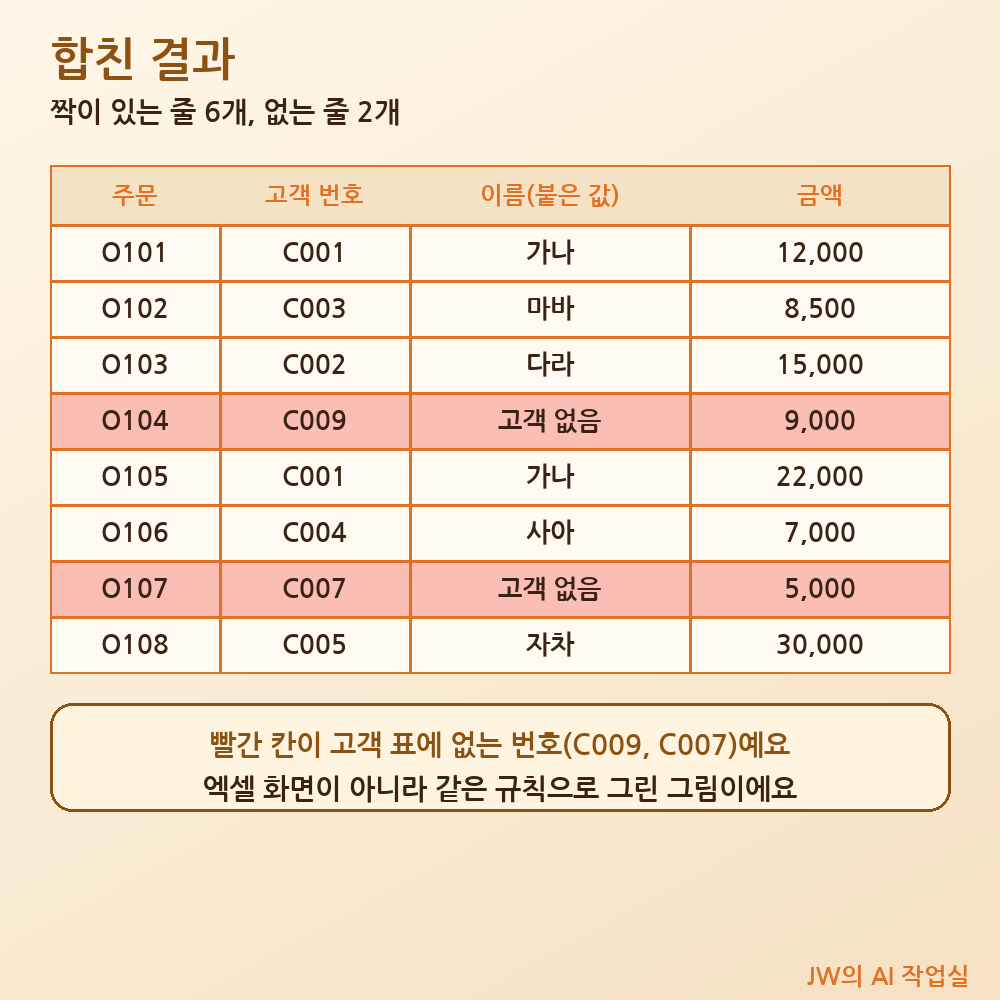 합친 결과
짝이 있는 줄 6개, 없는 줄 2개
주문 고객 번호 이름(붙은 값) 금액
O101 C001 가나 12,000
O102 C003 마바 8,500
O103 C002 다라 15,000
O104 C009 고객 없음 9,000
O105 C001 가나 22,000
O106 C004 사아 7,000
O107 C007 고객 없음 5,000
O108 C005 자차 30,000
빨간 칸이 고객 표에 없는 번호(C009, C007)예요
엑셀 화면이 아니라 같은 규칙으로 그린 그림이에요
JW의 AI 작업실